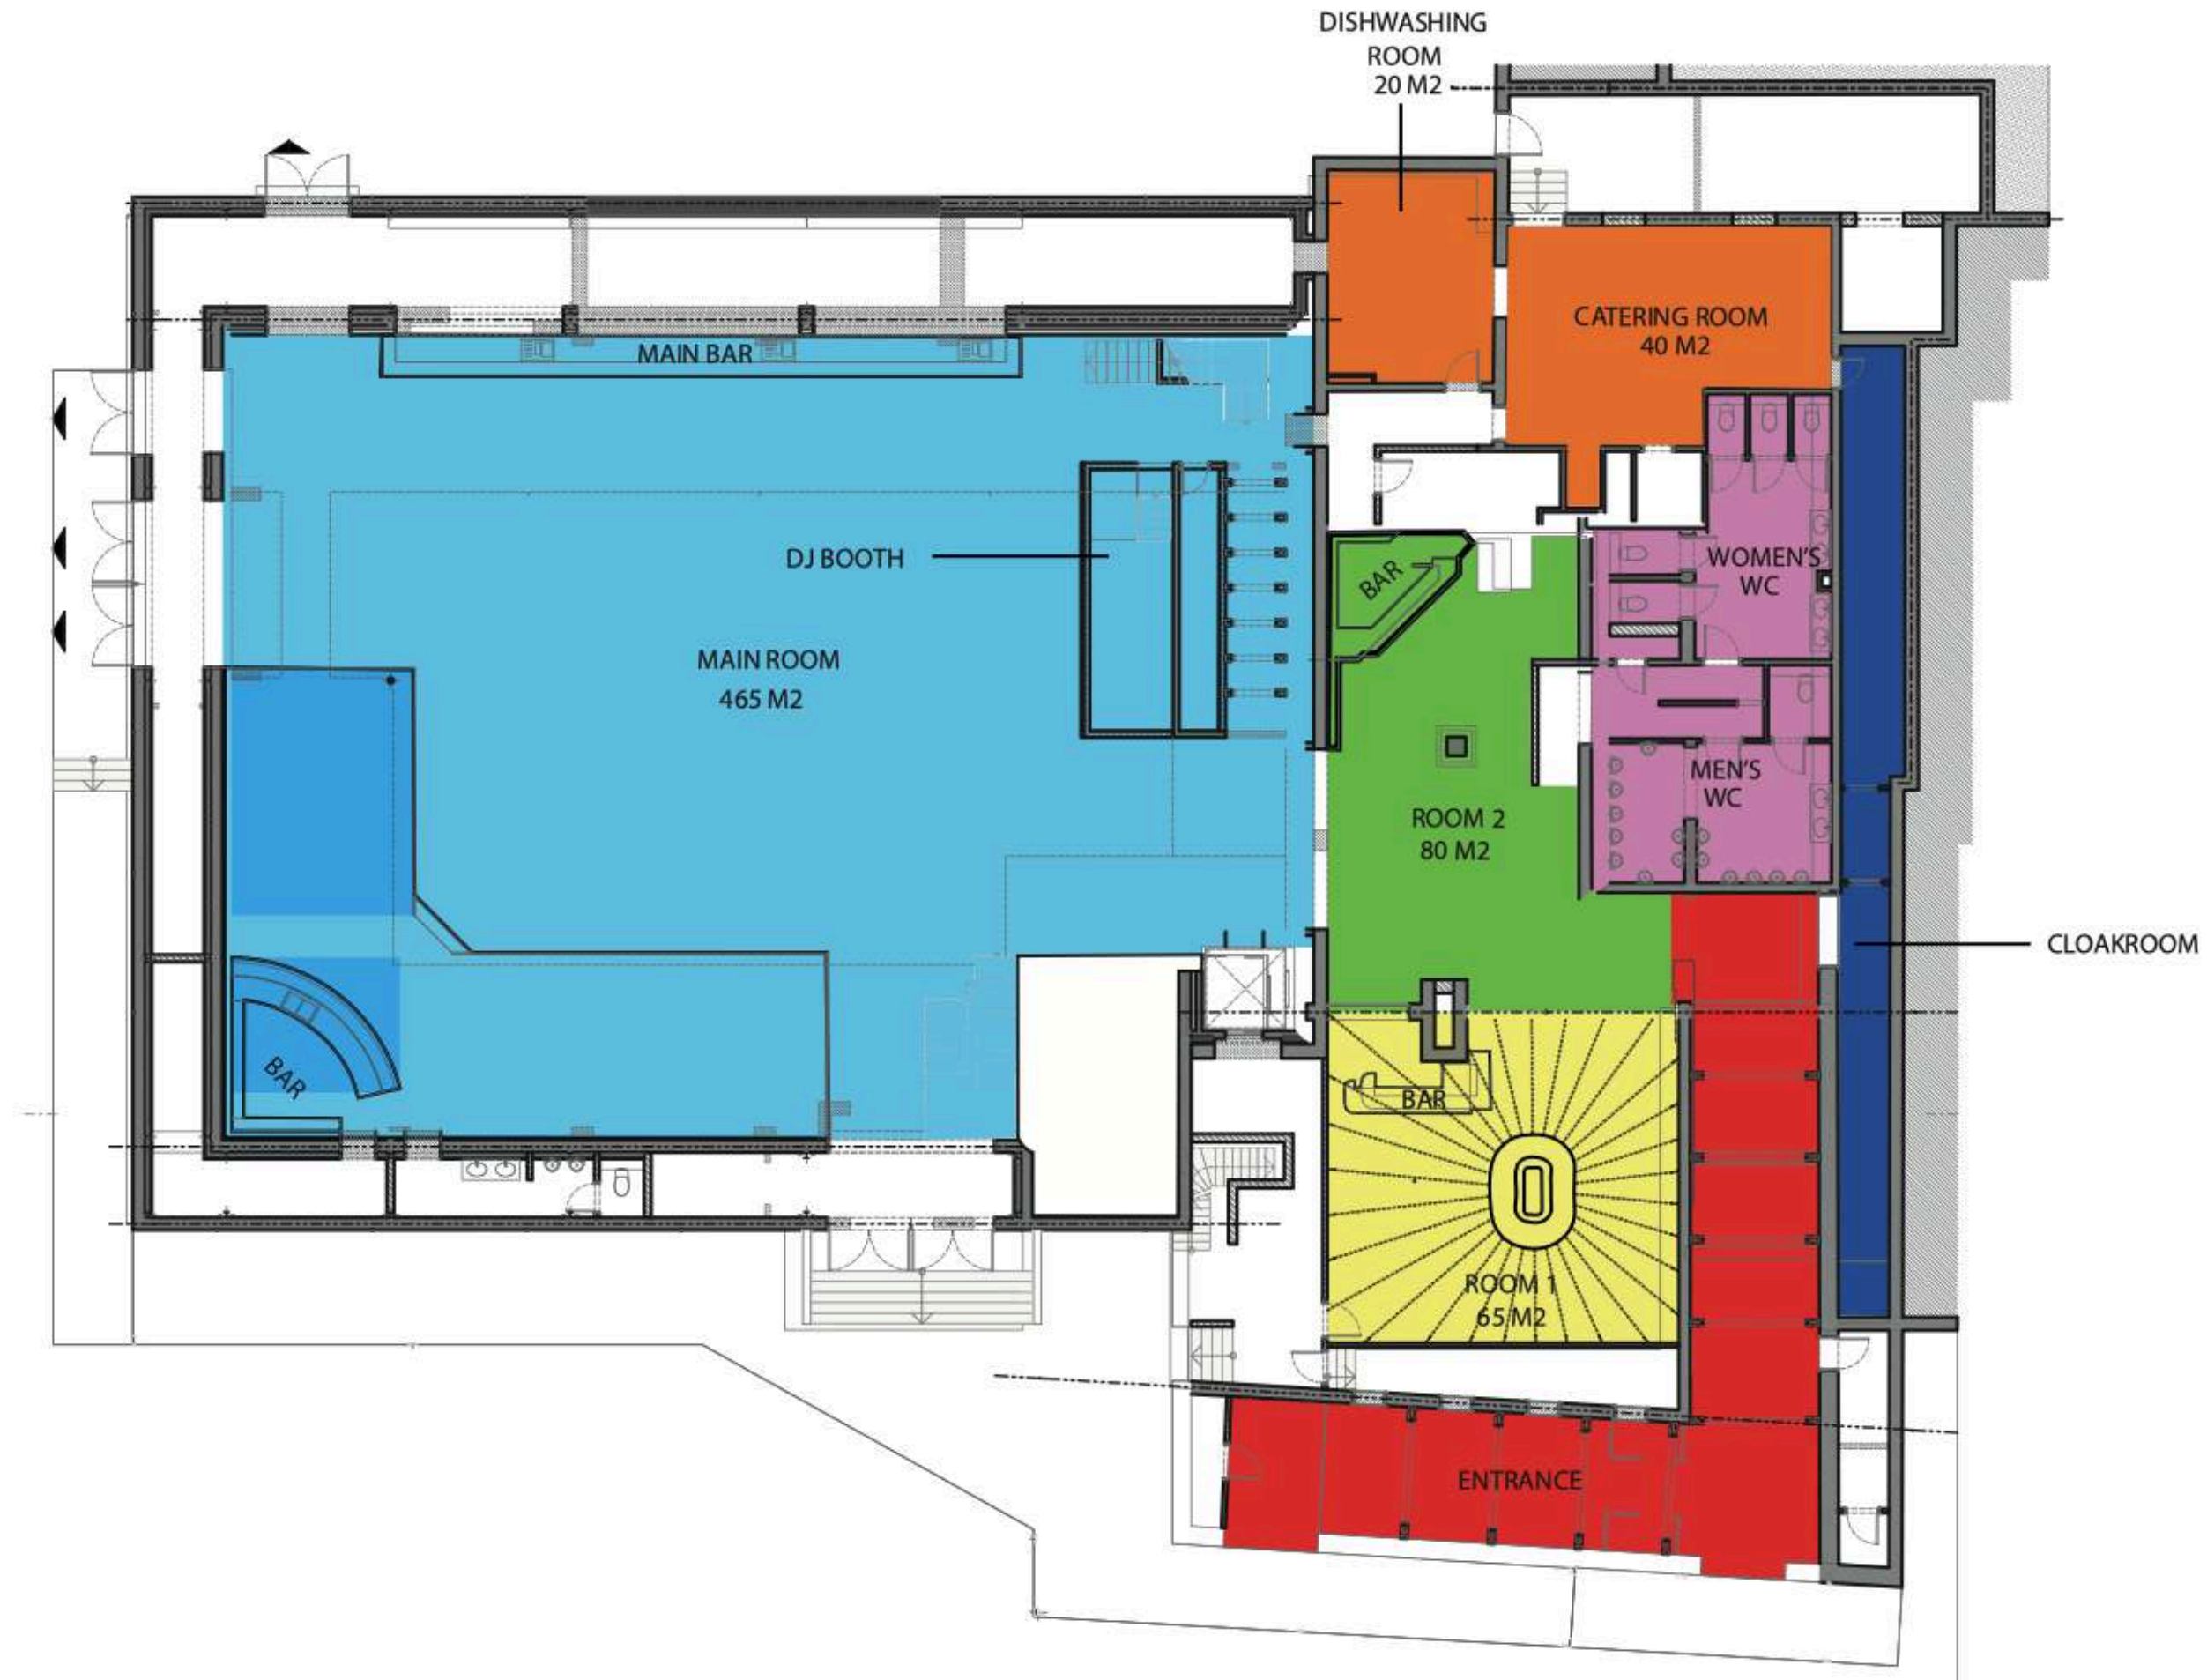 DISHWASHING
ROOM
20 M2
CATERING ROOM
40 M2
MAIN BAR
DJ BOOTH
BAR
WOMEN'S
WC
MAIN ROOM
465 M2
MEN'S
WC
ROOM 2
80 M2
CLOAKROOM
BAR
BAR
ROOM 1
65 M2
ENTRANCE